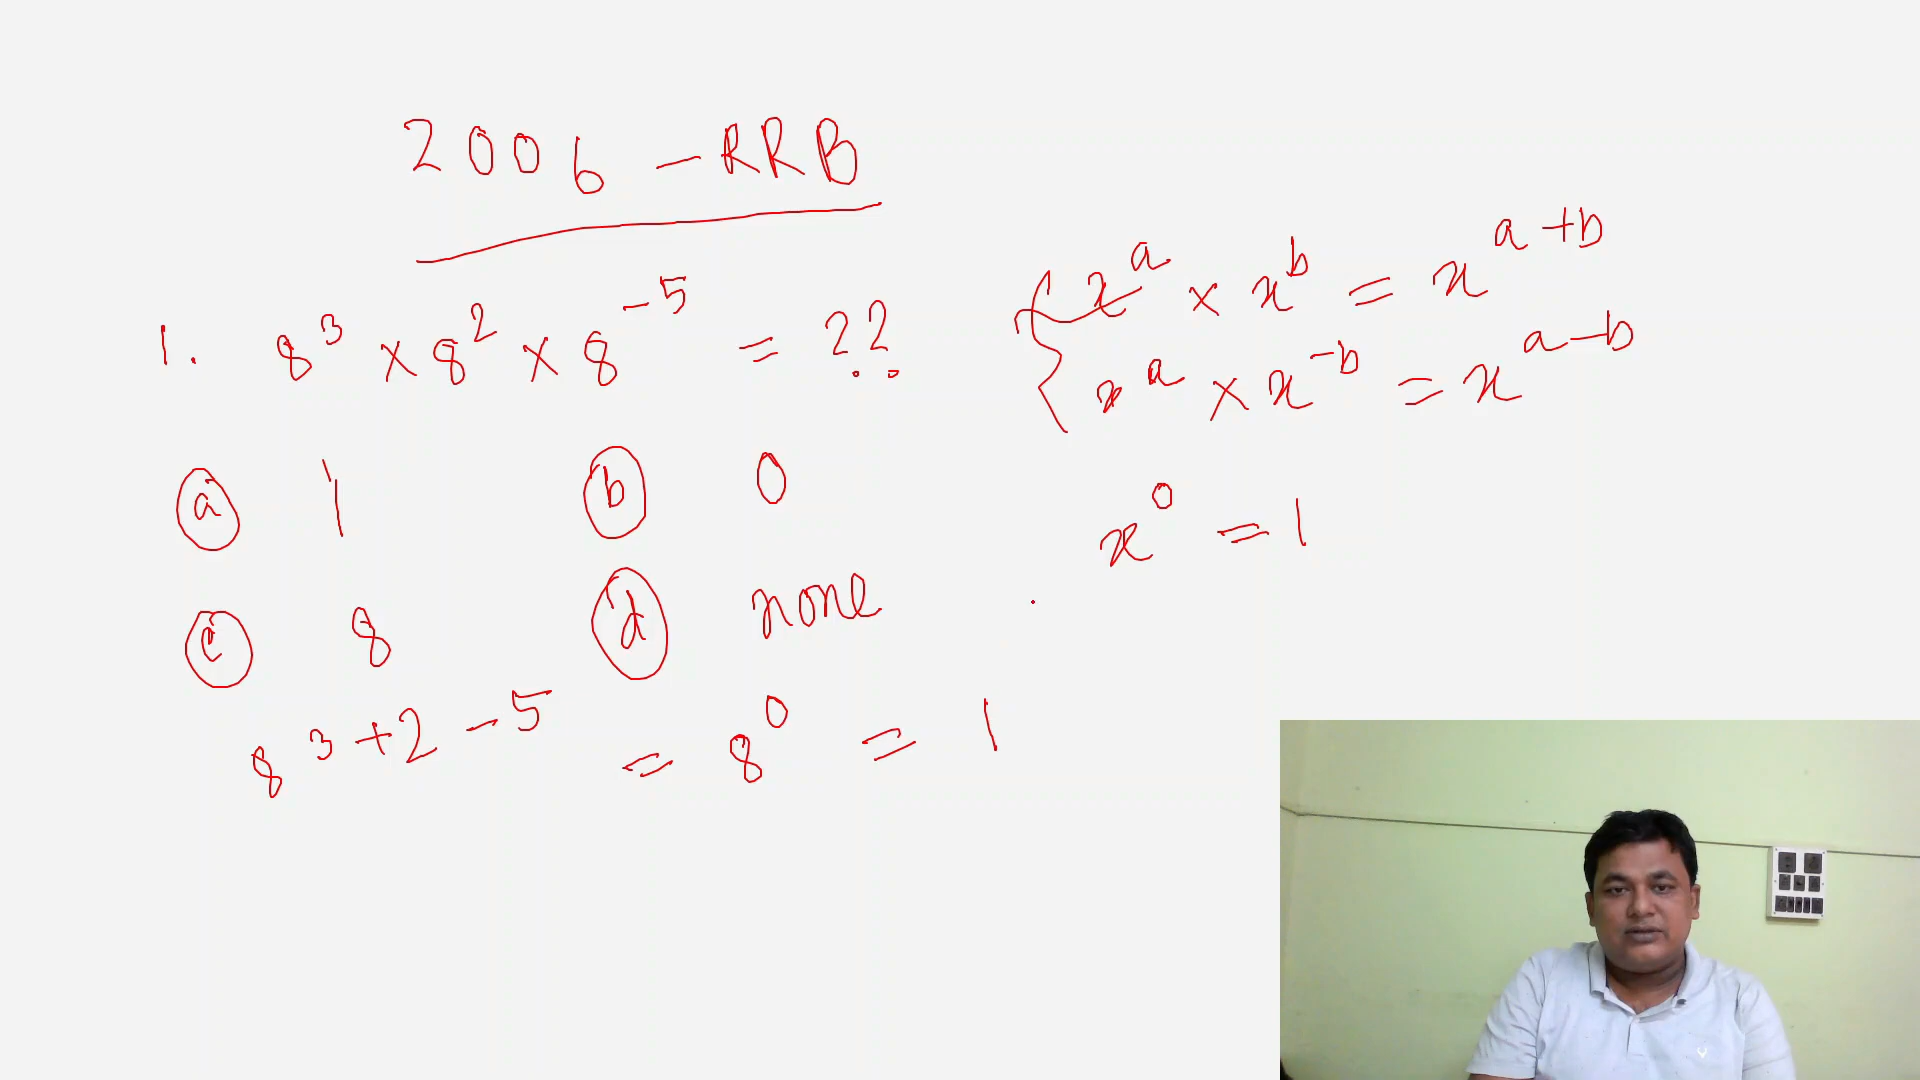 2006 - RRB
1. 8³ × 8² × 8⁻⁵ = ??
(a) 1 (b) 0
(c) 8 (d) none
8³⁺²⁻⁵ = 8⁰ = 1
{ xᵃ × xᵇ = xᵃ⁺ᵇ
xᵃ × x⁻ᵇ = xᵃ⁻ᵇ
x⁰ = 1